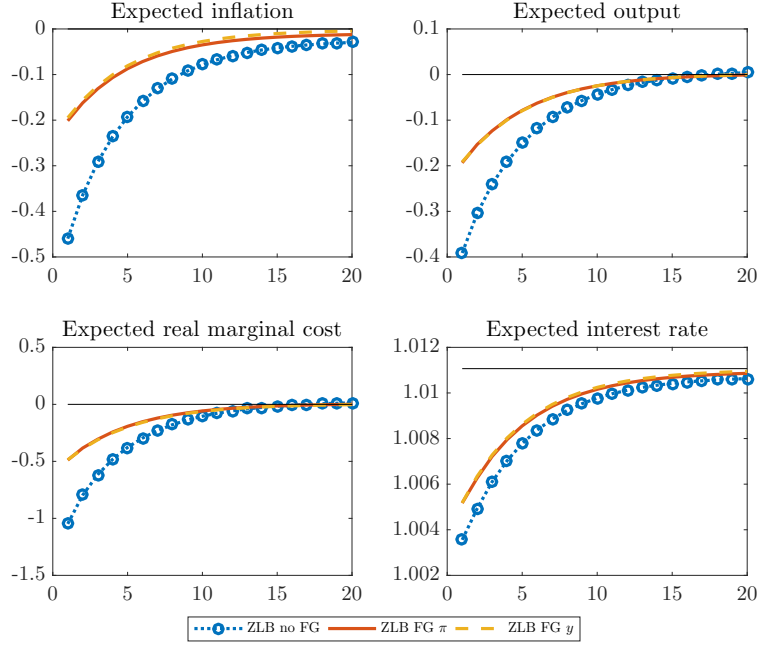 Expected inflation
0
-0.1
-0.2
-0.3
-0.4
-0.5
0 5 10 15 20
Expected output
0.1
0
-0.1
-0.2
-0.3
-0.4
0 5 10 15 20
Expected real marginal cost
0.5
0
-0.5
-1
-1.5
0 5 10 15 20
Expected interest rate
1.012
1.01
1.008
1.006
1.004
1.002
0 5 10 15 20
ZLB no FG ZLB FG π ZLB FG y